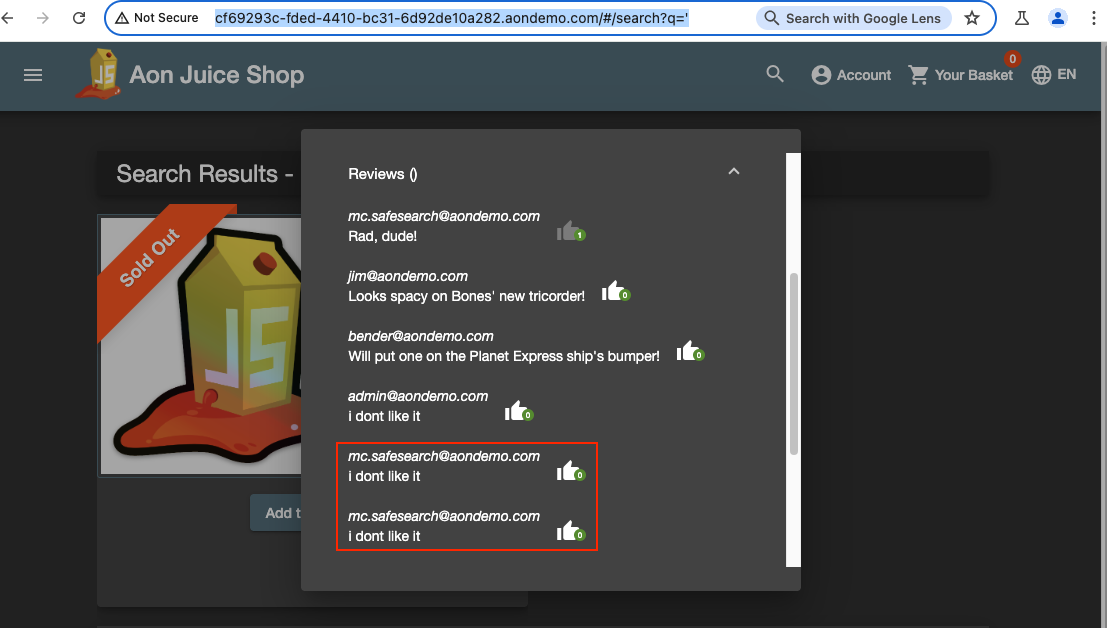 Not Secure cf69293c-fded-4410-bc31-6d92de10a282.aondemo.com/#/search?q=' Search with Google Lens
JS Aon Juice Shop Account 0 Your Basket EN
Search Results -
Sold Out
JS
Add t
Reviews ()
mc.safesearch@aondemo.com
Rad, dude! 1
jim@aondemo.com
Looks spacy on Bones' new tricorder! 0
bender@aondemo.com
Will put one on the Planet Express ship's bumper! 0
admin@aondemo.com
i dont like it 0
mc.safesearch@aondemo.com
i dont like it 0
mc.safesearch@aondemo.com
i dont like it 0